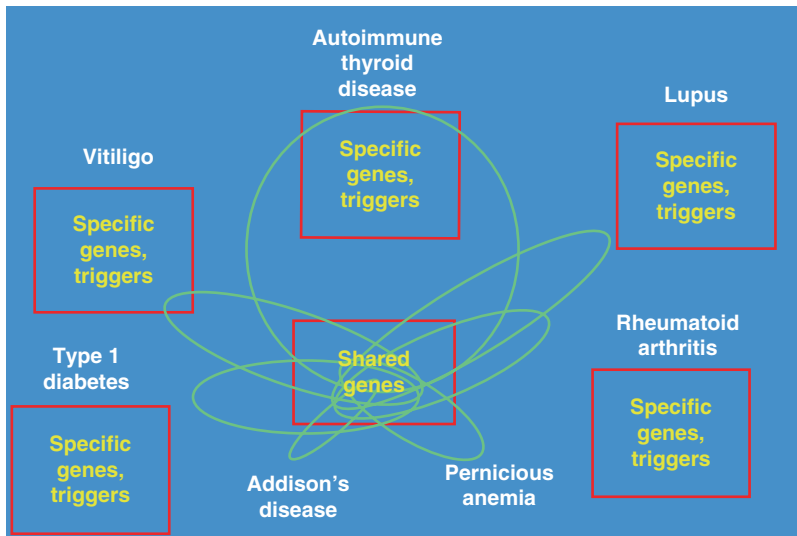 Autoimmune
thyroid
disease
Specific
genes,
triggers
Lupus
Specific
genes,
triggers
Vitiligo
Specific
genes,
triggers
Shared
genes
Rheumatoid
arthritis
Specific
genes,
triggers
Type 1
diabetes
Specific
genes,
triggers
Addison’s
disease
Pernicious
anemia